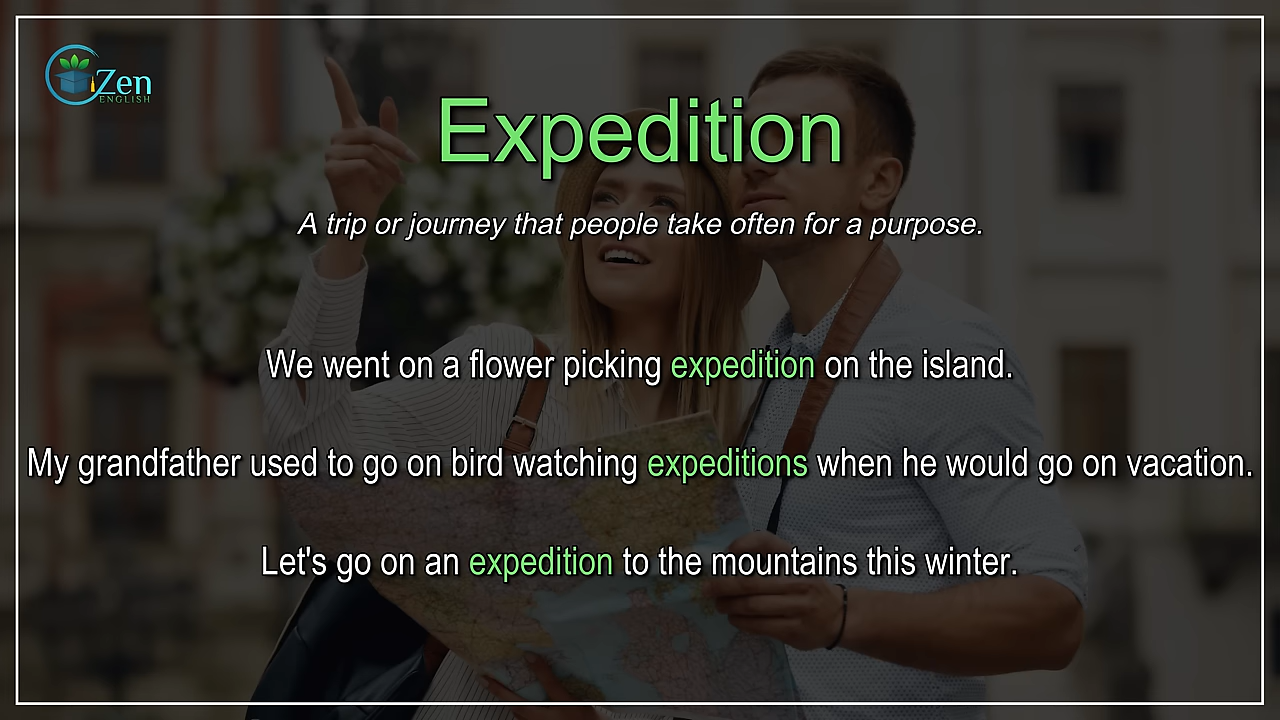 Zen
ENGLISH
Expedition
A trip or journey that people take often for a purpose.
We went on a flower picking expedition on the island.
My grandfather used to go on bird watching expeditions when he would go on vacation.
Let's go on an expedition to the mountains this winter.